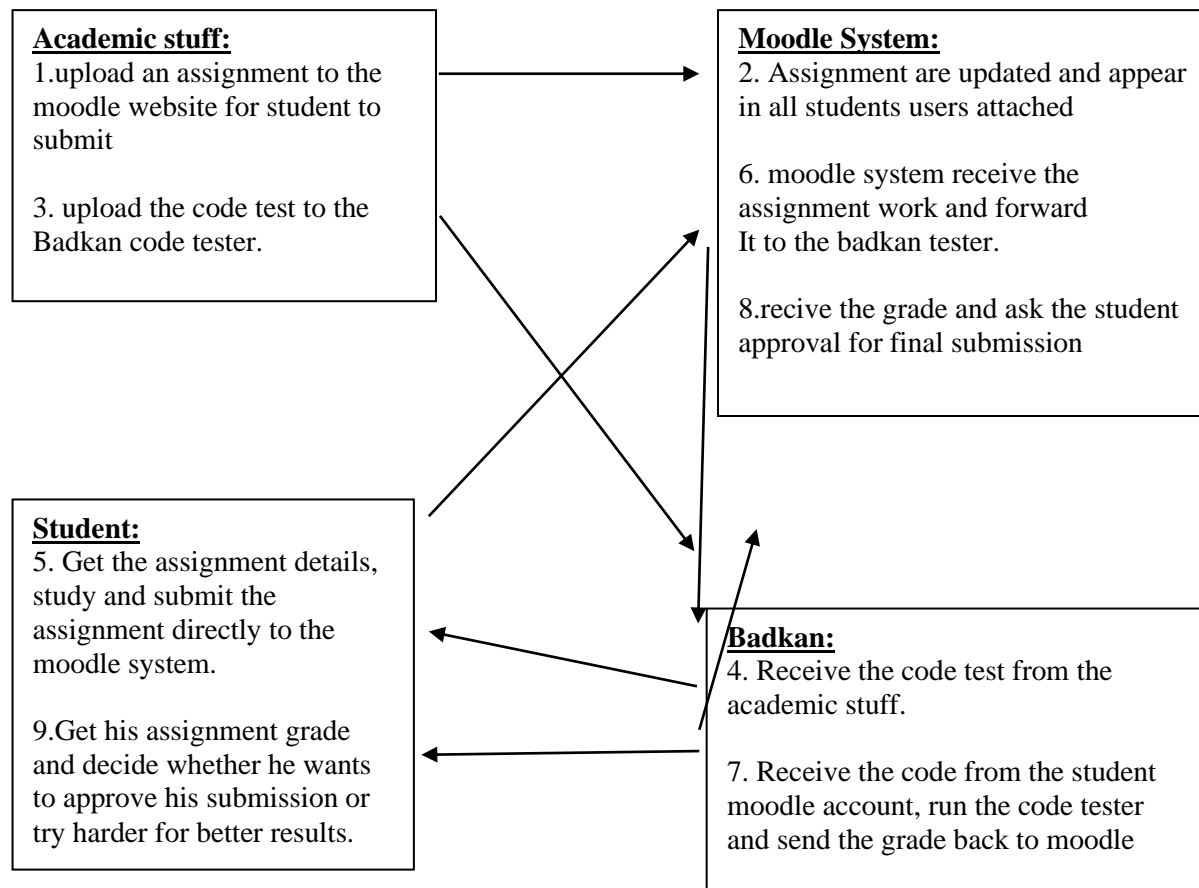 Academic stuff:
1.upload an assignment to the
moodle website for student to
submit
3. upload the code test to the
Badkan code tester.
Moodle System:
2. Assignment are updated and appear
in all students users attached
6. moodle system receive the
assignment work and forward
It to the badkan tester.
8.recive the grade and ask the student
approval for final submission
Student:
5. Get the assignment details,
study and submit the
assignment directly to the
moodle system.
9.Get his assignment grade
and decide whether he wants
to approve his submission or
try harder for better results.
Badkan:
4. Receive the code test from the
academic stuff.
7. Receive the code from the student
moodle account, run the code tester
and send the grade back to moodle